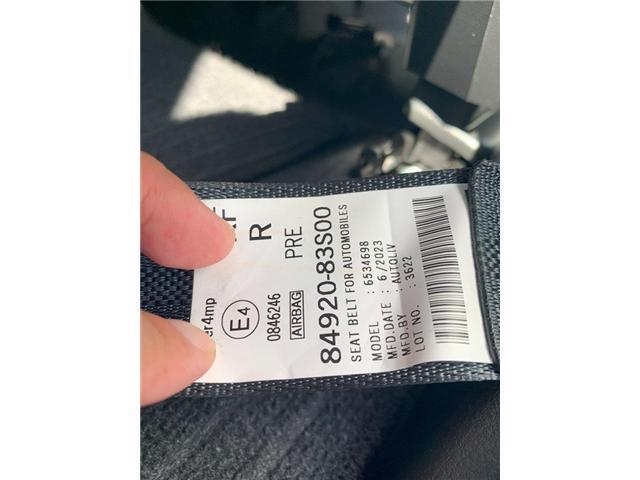 R
er4mp
E4
0846246
AIRBAG
PRE
84920-83S00
SEAT BELT FOR AUTOMOBILES
MODEL : 6534698
MFD.DATE : 6/2023
MFD.BY : AUTOLIV
LOT NO. : 3622